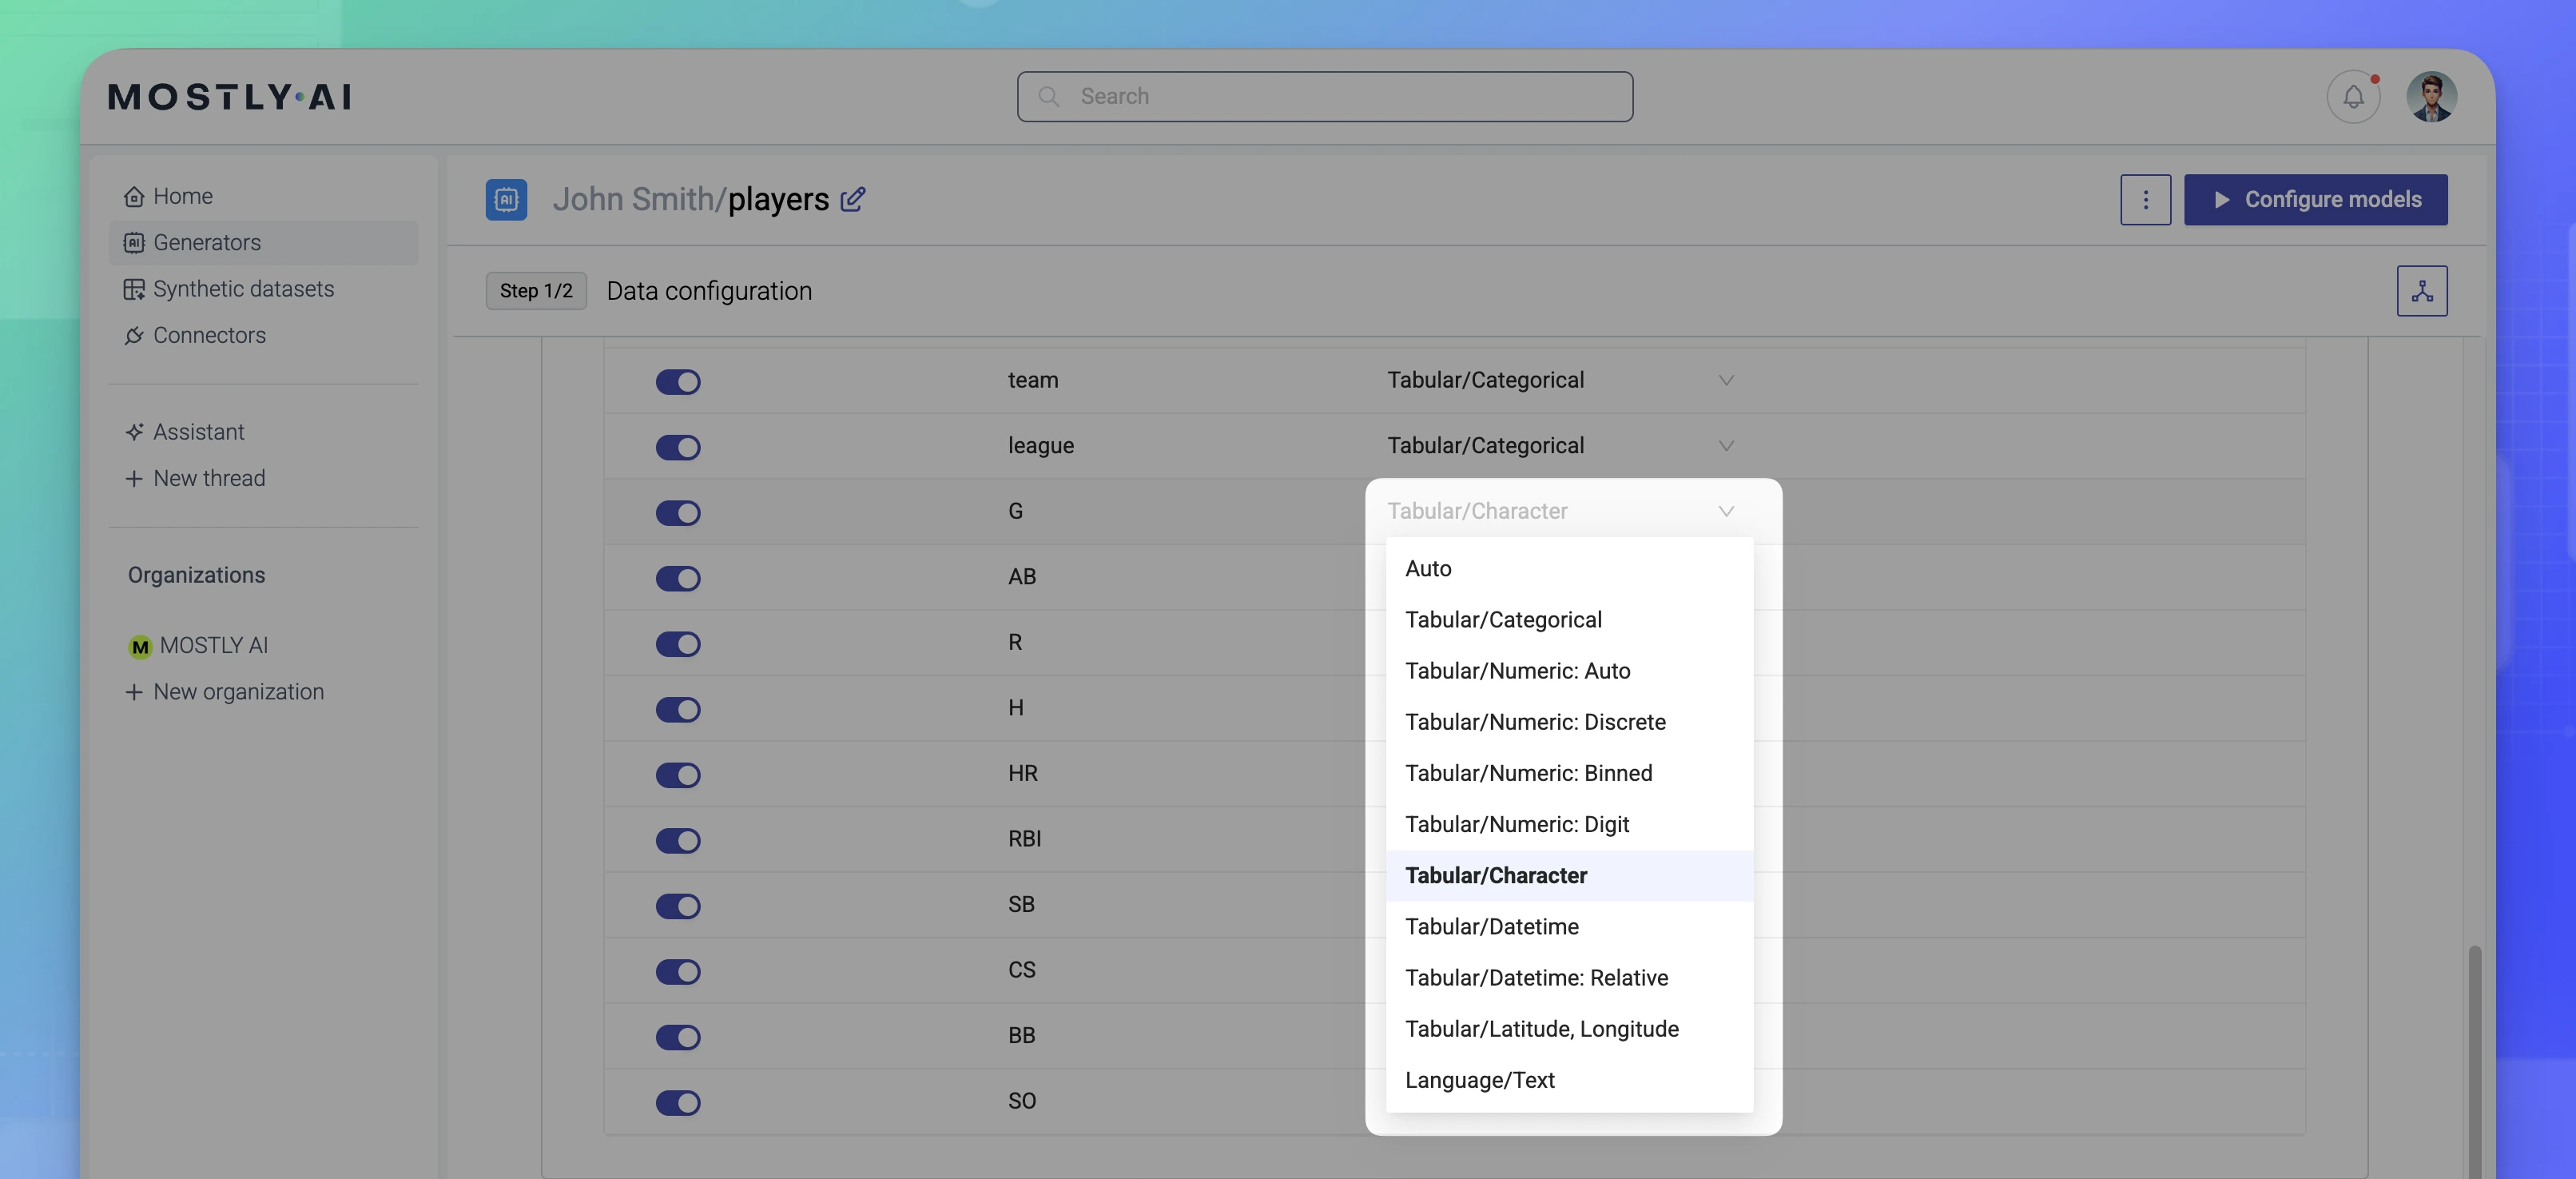 MOSTLY·AI
Search
Home
Generators
Synthetic datasets
Connectors
Assistant
New thread
Organizations
M MOSTLY AI
New organization
AI John Smith/players
Configure models
Step 1/2 Data configuration
team Tabular/Categorical
league Tabular/Categorical
G Tabular/Character
AB
R
H
HR
RBI
SB
CS
BB
SO
Auto
Tabular/Categorical
Tabular/Numeric: Auto
Tabular/Numeric: Discrete
Tabular/Numeric: Binned
Tabular/Numeric: Digit
Tabular/Character
Tabular/Datetime
Tabular/Datetime: Relative
Tabular/Latitude, Longitude
Language/Text